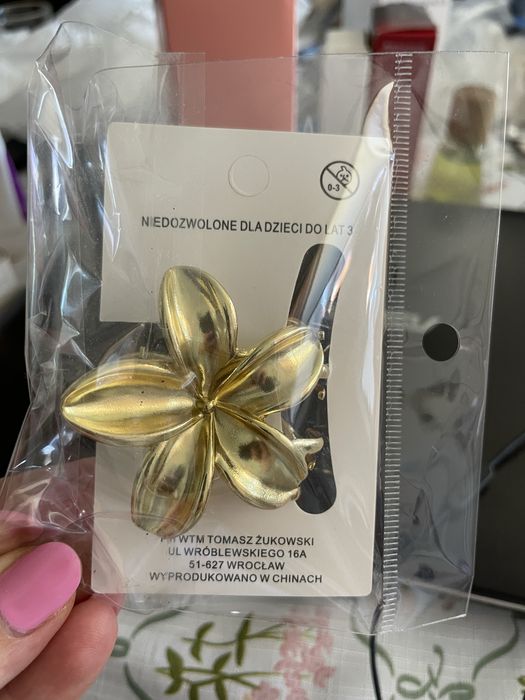 0-3
NIEDOZWOLONE DLA DZIECI DO LAT 3
WTM TOMASZ ŻUKOWSKI
UL WRÓBLEWSKIEGO 16A
51-627 WROCŁAW
WYPRODUKOWANO W CHINACH